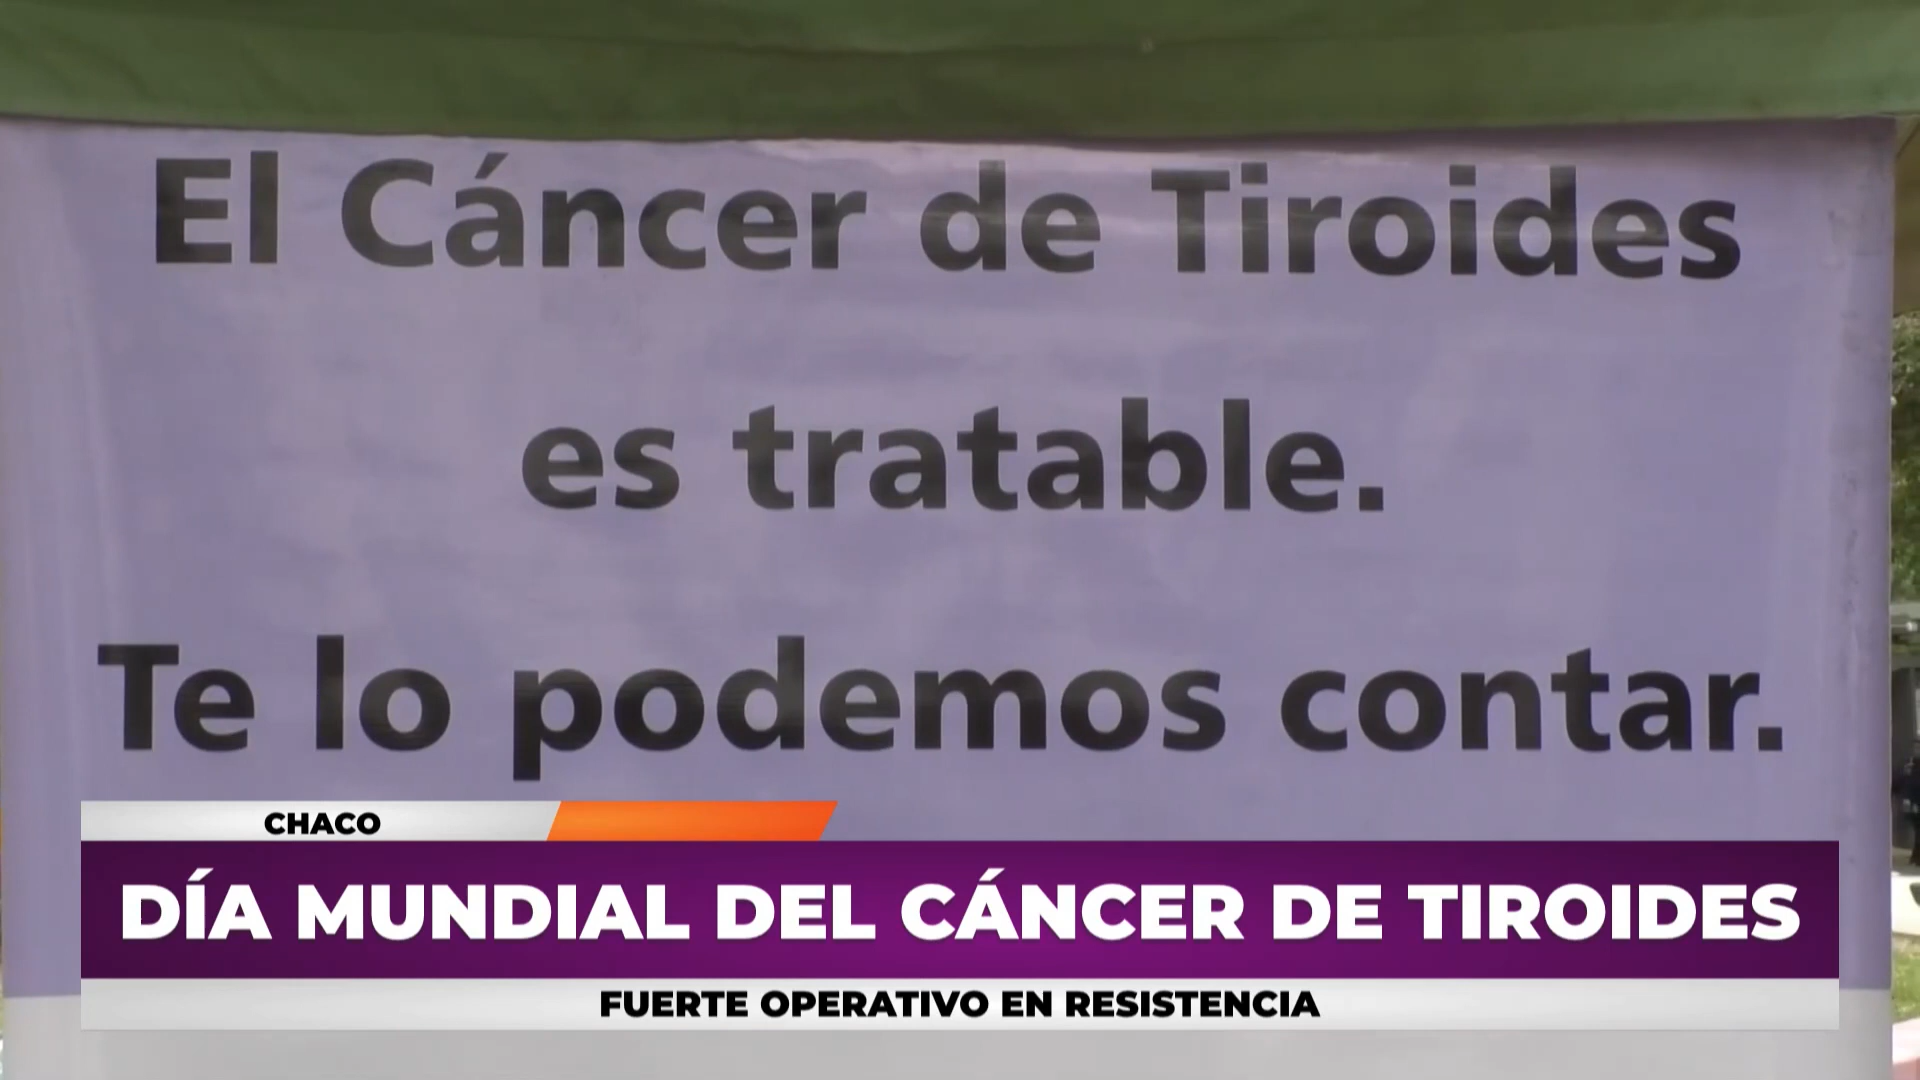 El Cáncer de Tiroides
es tratable.
Te lo podemos contar.
CHACO
DÍA MUNDIAL DEL CÁNCER DE TIROIDES
FUERTE OPERATIVO EN RESISTENCIA